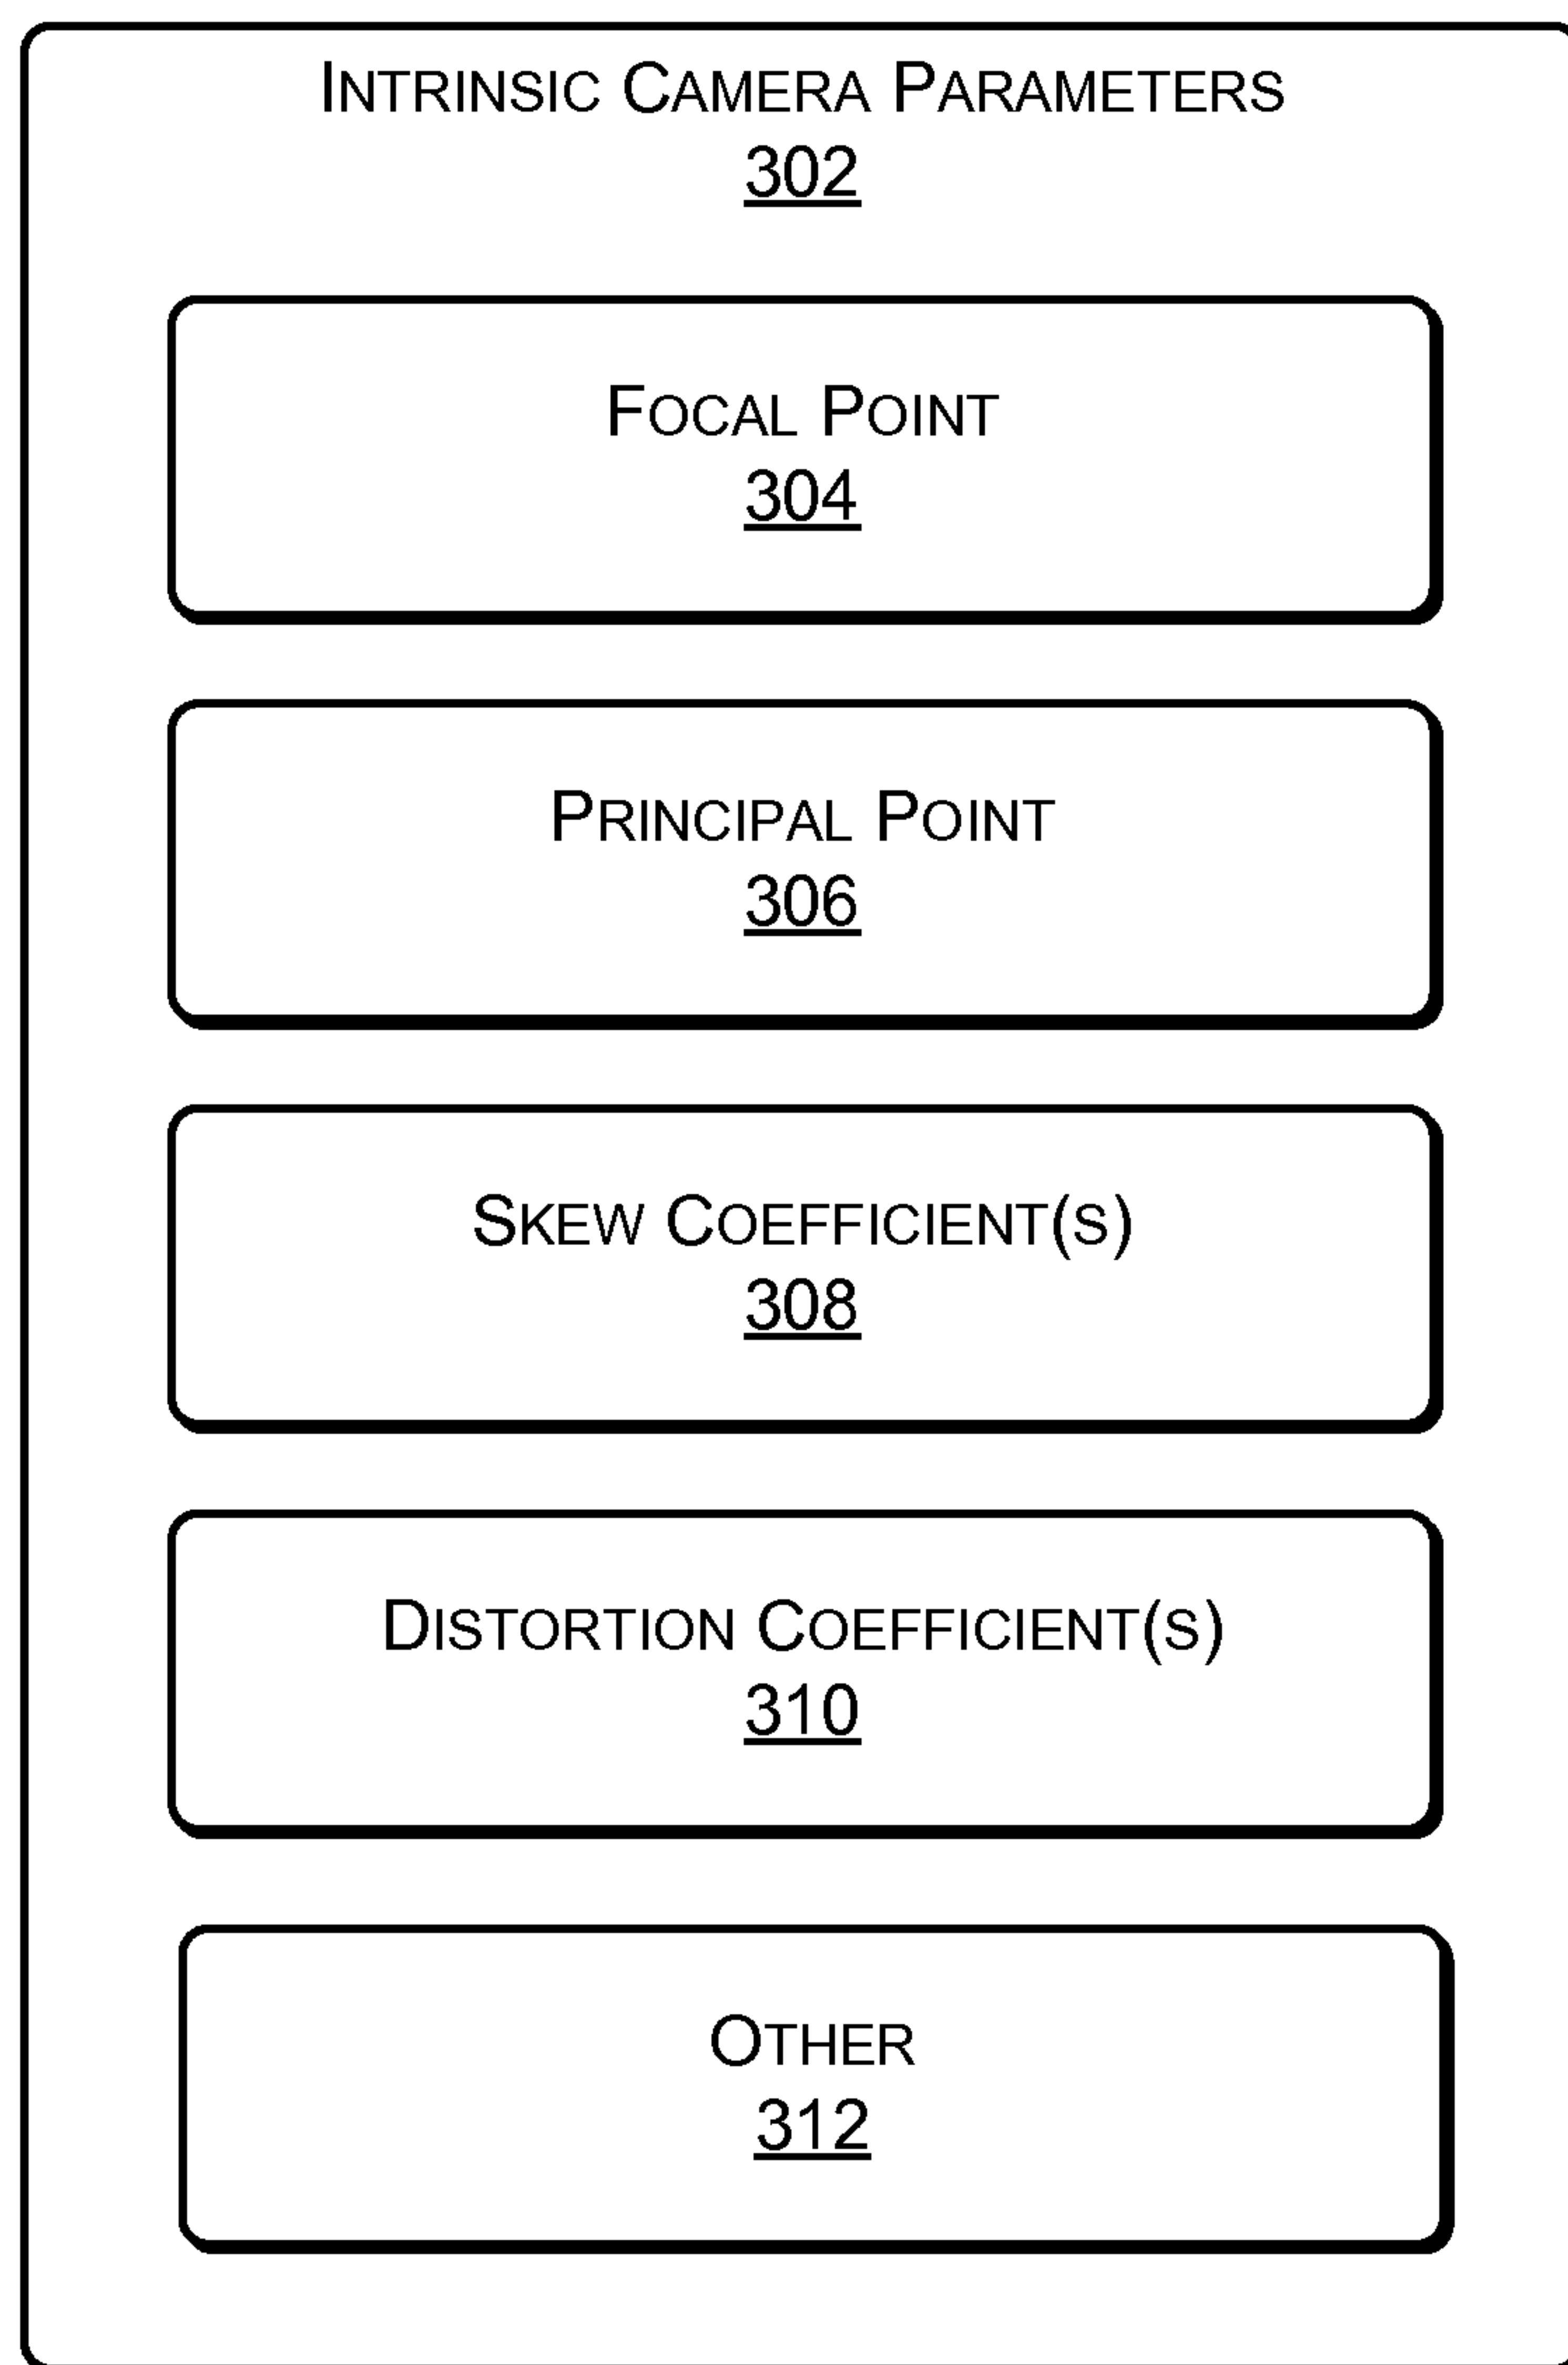 INTRINSIC CAMERA PARAMETERS
302
FOCAL POINT
304
PRINCIPAL POINT
306
SKEW COEFFICIENT(S)
308
DISTORTION COEFFICIENT(S)
310
OTHER
312